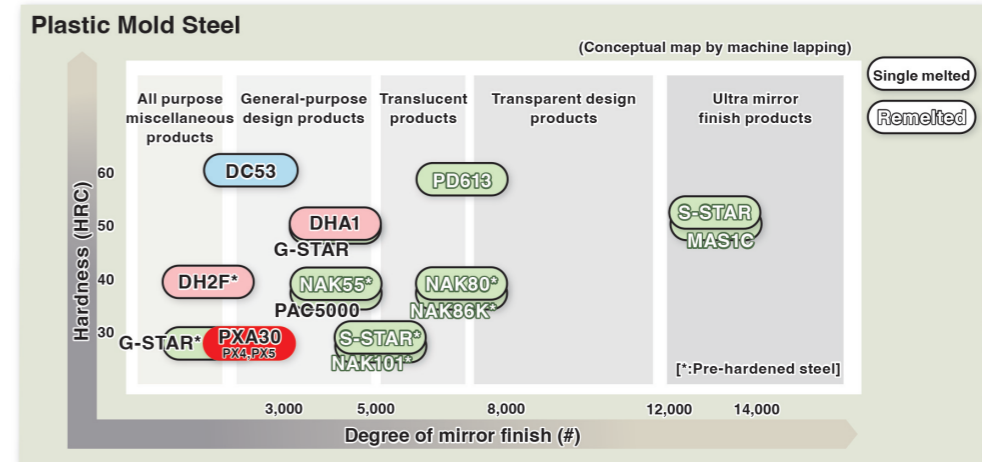 Plastic Mold Steel
(Conceptual map by machine lapping)
Single melted
Remelted
All purpose
miscellaneous
products
General-purpose
design products
Translucent
products
Transparent design
products
Ultra mirror
finish products
Hardness (HRC)
60
50
40
30
DC53
PD613
DHA1
G-STAR
S-STAR
MAS1C
DH2F*
NAK55*
PAC5000
NAK80*
NAK86K*
G-STAR*
PXA30
PX4,PX5
S-STAR*
NAK101*
[*:Pre-hardened steel]
3,000
5,000
8,000
12,000
14,000
Degree of mirror finish (#)